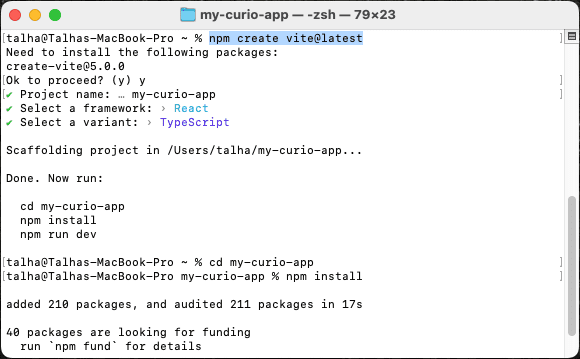 my-curio-app — -zsh — 79×23
[talha@Talhas-MacBook-Pro ~ % npm create vite@latest ]
Need to install the following packages:
create-vite@5.0.0
[Ok to proceed? (y) y ]
✔ Project name: … my-curio-app
✔ Select a framework: › React
✔ Select a variant: › TypeScript
Scaffolding project in /Users/talha/my-curio-app...
Done. Now run:
cd my-curio-app
npm install
npm run dev
[talha@Talhas-MacBook-Pro ~ % cd my-curio-app ]
[talha@Talhas-MacBook-Pro my-curio-app % npm install ]
added 210 packages, and audited 211 packages in 17s
40 packages are looking for funding
run `npm fund` for details